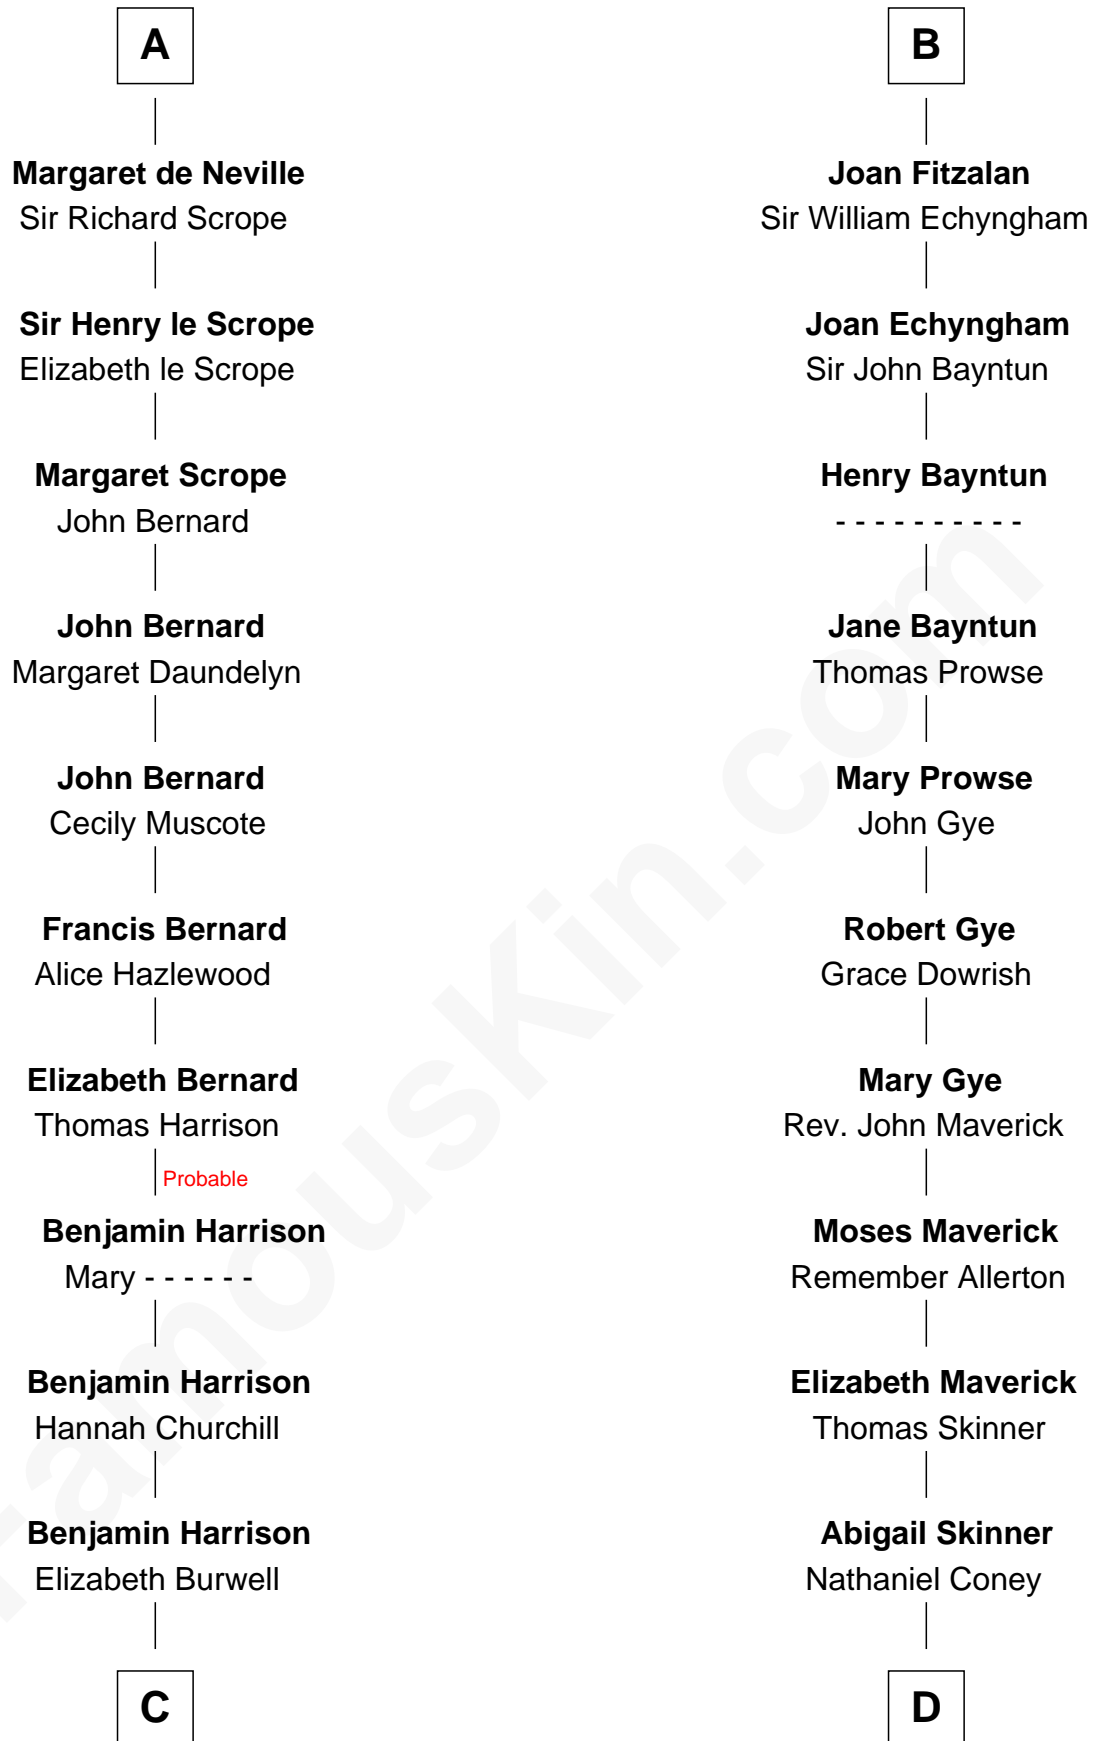 A
Margaret de Neville
Sir Richard Scrope
Sir Henry le Scrope
Elizabeth le Scrope
Margaret Scrope
John Bernard
John Bernard
Margaret Daundelyn
John Bernard
Cecily Muscote
Francis Bernard
Alice Hazlewood
Elizabeth Bernard
Thomas Harrison
Probable
Benjamin Harrison
Mary - - - - - -
Benjamin Harrison
Hannah Churchill
Benjamin Harrison
Elizabeth Burwell
C
B
Joan Fitzalan
Sir William Echyngham
Joan Echyngham
Sir John Bayntun
Henry Bayntun
- - - - - - - - - -
Jane Bayntun
Thomas Prowse
Mary Prowse
John Gye
Robert Gye
Grace Dowrish
Mary Gye
Rev. John Maverick
Moses Maverick
Remember Allerton
Elizabeth Maverick
Thomas Skinner
Abigail Skinner
Nathaniel Coney
D
FamousKin.com